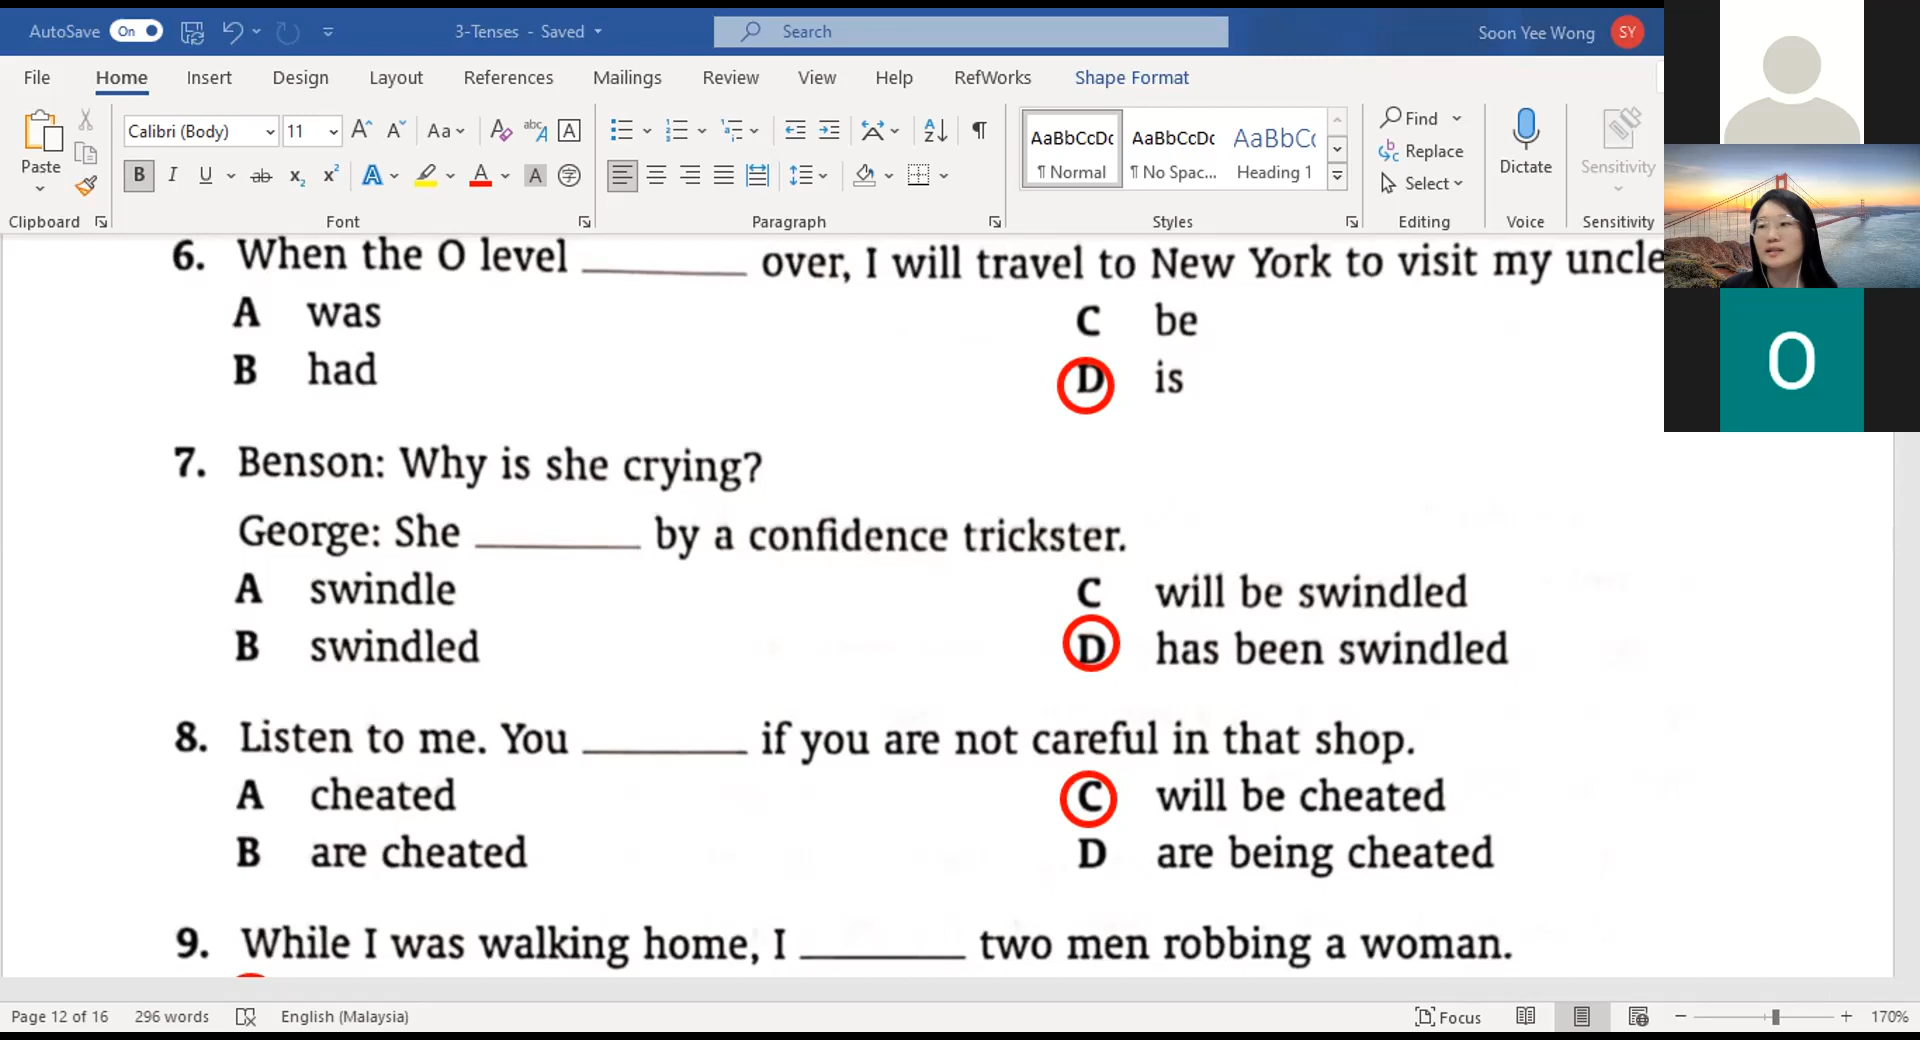 AutoSave On 3-Tenses - Saved Search Soon Yee Wong SY
File Home Insert Design Layout References Mailings Review View Help RefWorks Shape Format
Paste Calibri (Body) 11 Aa AaBbCcDc AaBbCcDc AaBbCc Find Replace Select Dictate Sensitivity
¶ Normal ¶ No Spac... Heading 1
Clipboard Font Paragraph Styles Editing Voice Sensitivity
6. When the O level ______ over, I will travel to New York to visit my uncle
A was C be
B had D is
7. Benson: Why is she crying?
George: She ______ by a confidence trickster.
A swindle C will be swindled
B swindled D has been swindled
8. Listen to me. You ______ if you are not careful in that shop.
A cheated C will be cheated
B are cheated D are being cheated
9. While I was walking home, I ______ two men robbing a woman.
O
Page 12 of 16 296 words English (Malaysia) Focus 170%